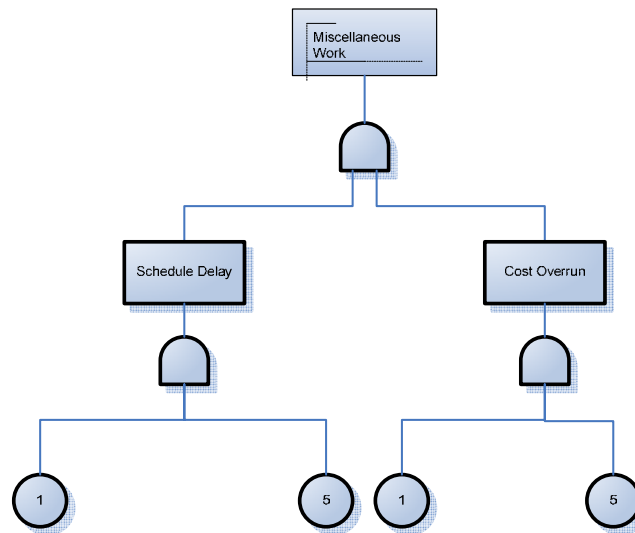 Miscellaneous
Work
Schedule Delay
Cost Overrun
1
5
1
5